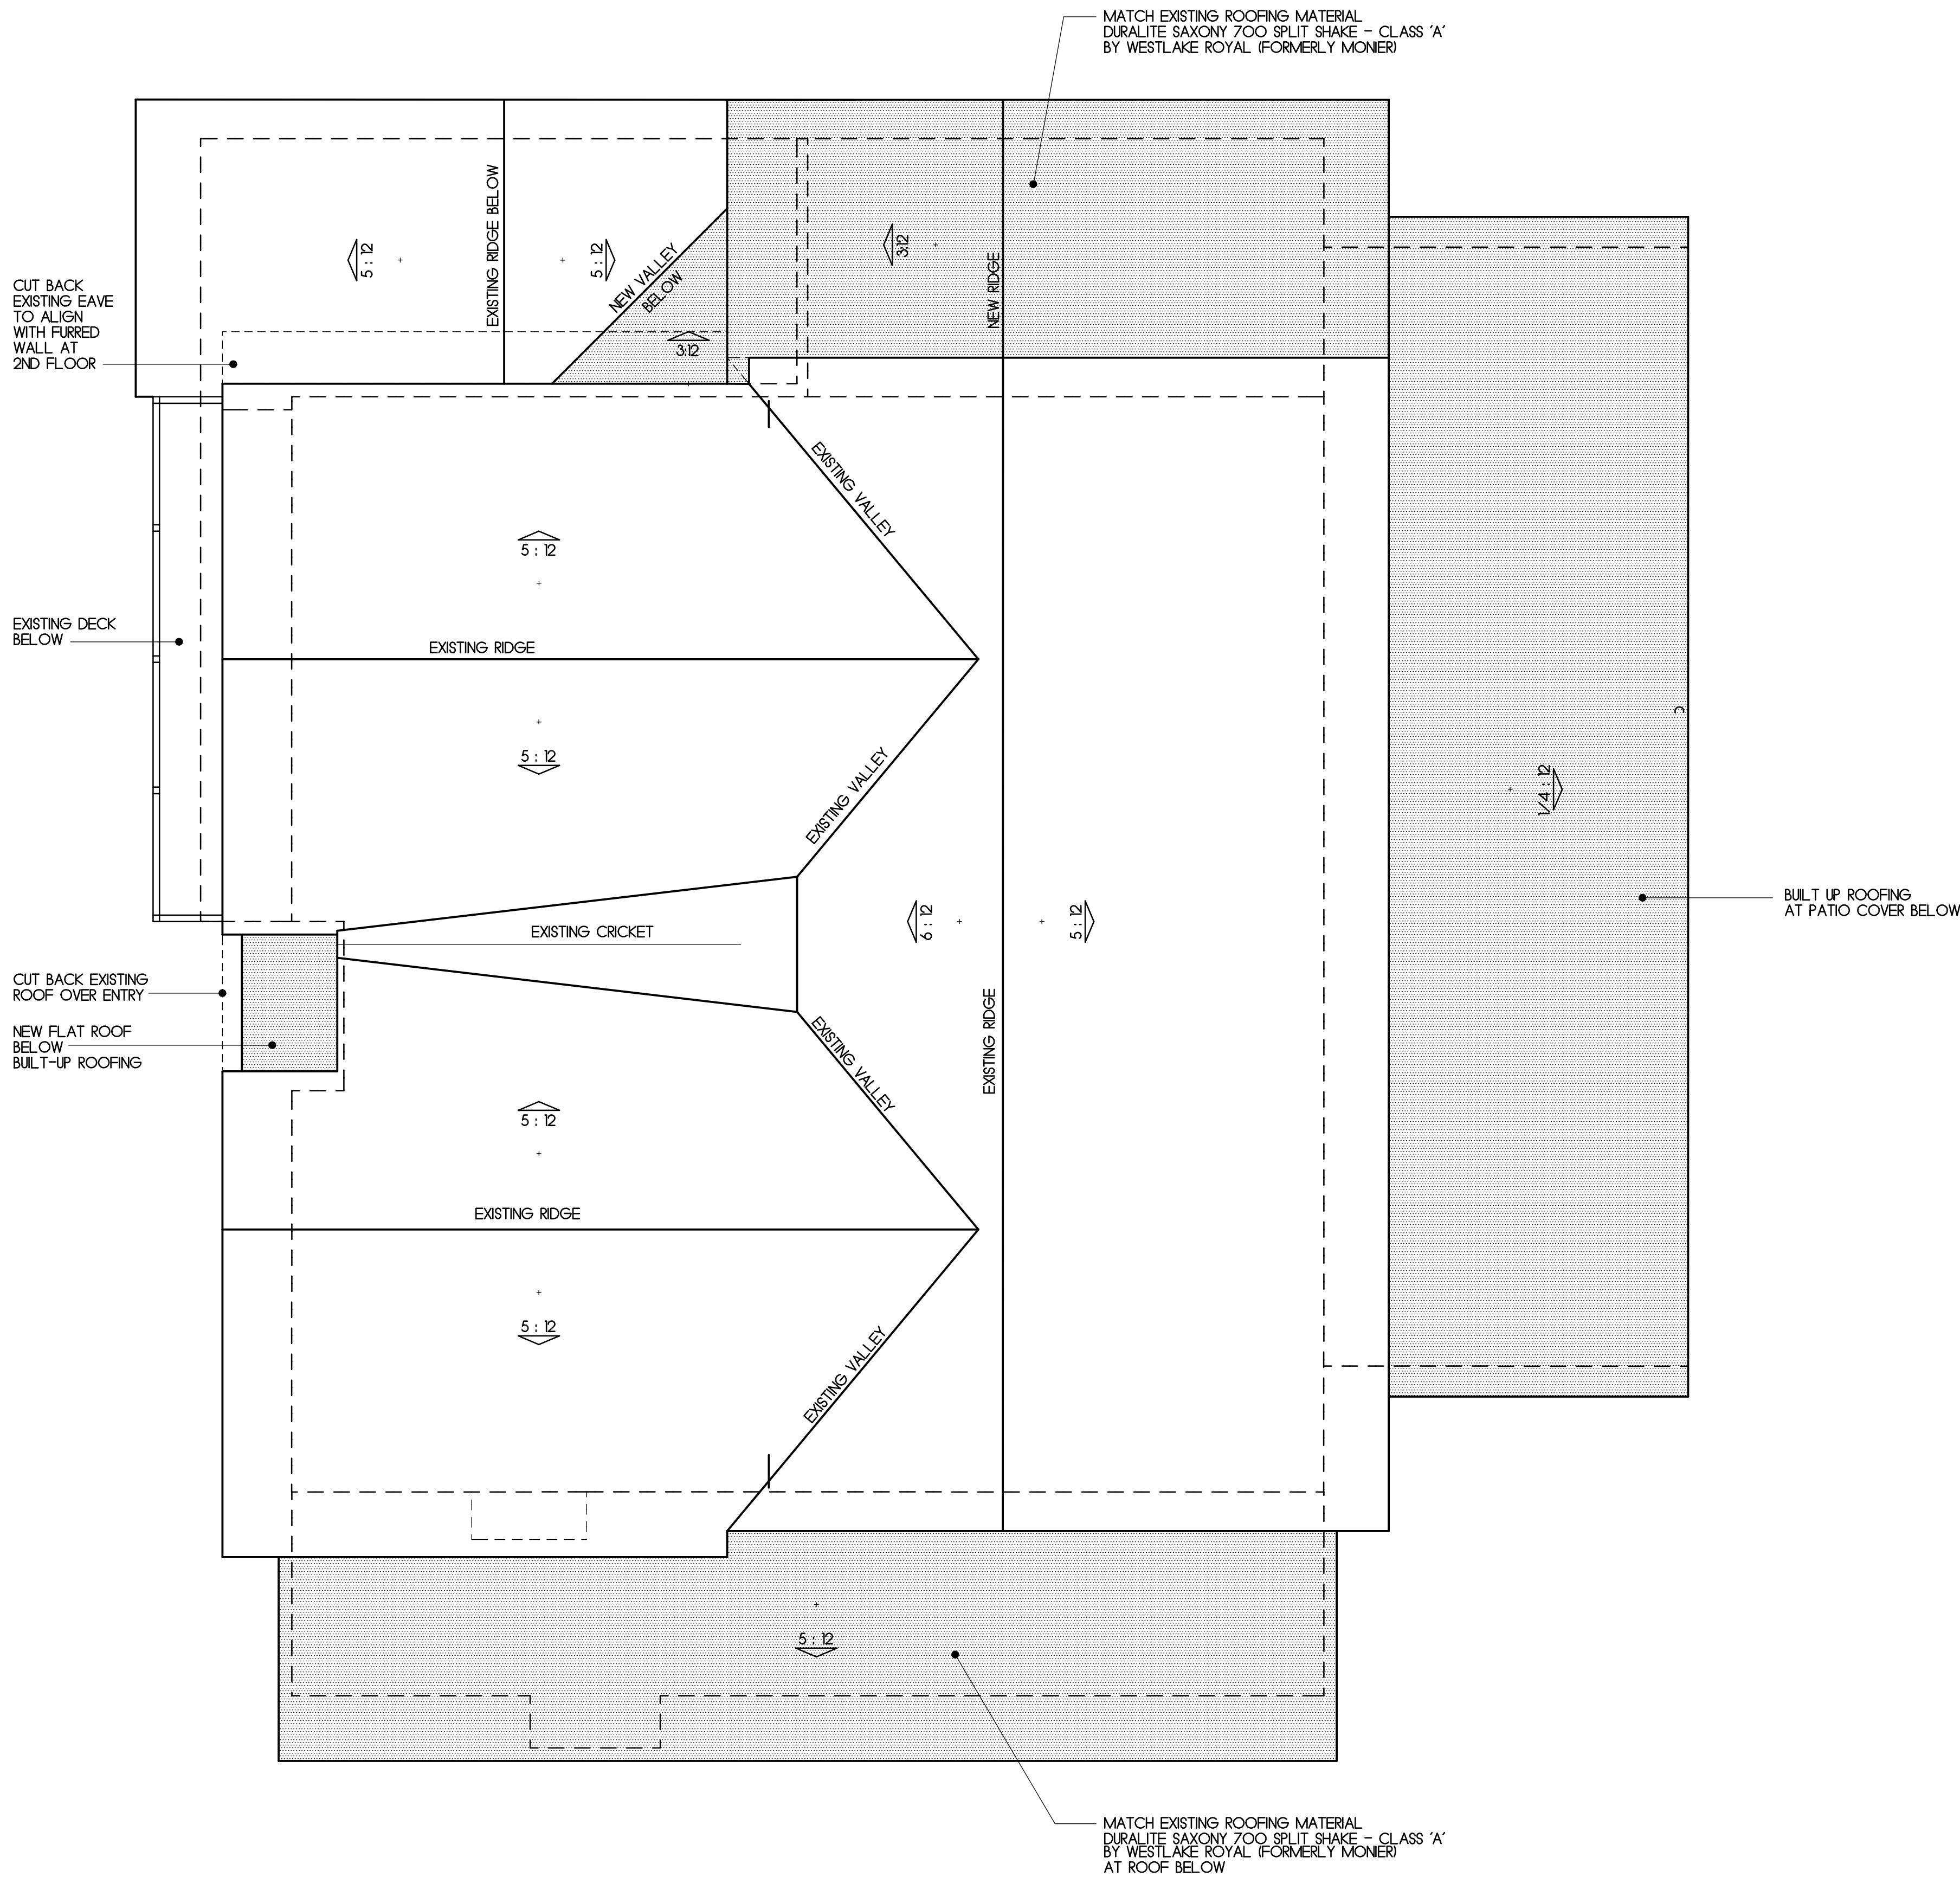 MATCH EXISTING ROOFING MATERIAL
DURALITE SAXONY 700 SPLIT SHAKE - CLASS 'A'
BY WESTLAKE ROYAL (FORMERLY MONIER)
5 : 12
EXISTING RIDGE BELOW
5 : 12
NEW VALLEY
BELOW
3:12
3:12
NEW RIDGE
CUT BACK
EXISTING EAVE
TO ALIGN
WITH FURRED
WALL AT
2ND FLOOR
EXISTING VALLEY
5 : 12
EXISTING DECK
BELOW
EXISTING RIDGE
5 : 12
EXISTING VALLEY
1/4 : 12
BUILT UP ROOFING
AT PATIO COVER BELOW
EXISTING CRICKET
6 : 12
5 : 12
CUT BACK EXISTING
ROOF OVER ENTRY
NEW FLAT ROOF
BELOW
BUILT-UP ROOFING
EXISTING VALLEY
EXISTING RIDGE
5 : 12
EXISTING RIDGE
5 : 12
EXISTING VALLEY
5 : 12
MATCH EXISTING ROOFING MATERIAL
DURALITE SAXONY 700 SPLIT SHAKE - CLASS 'A'
BY WESTLAKE ROYAL (FORMERLY MONIER)
AT ROOF BELOW